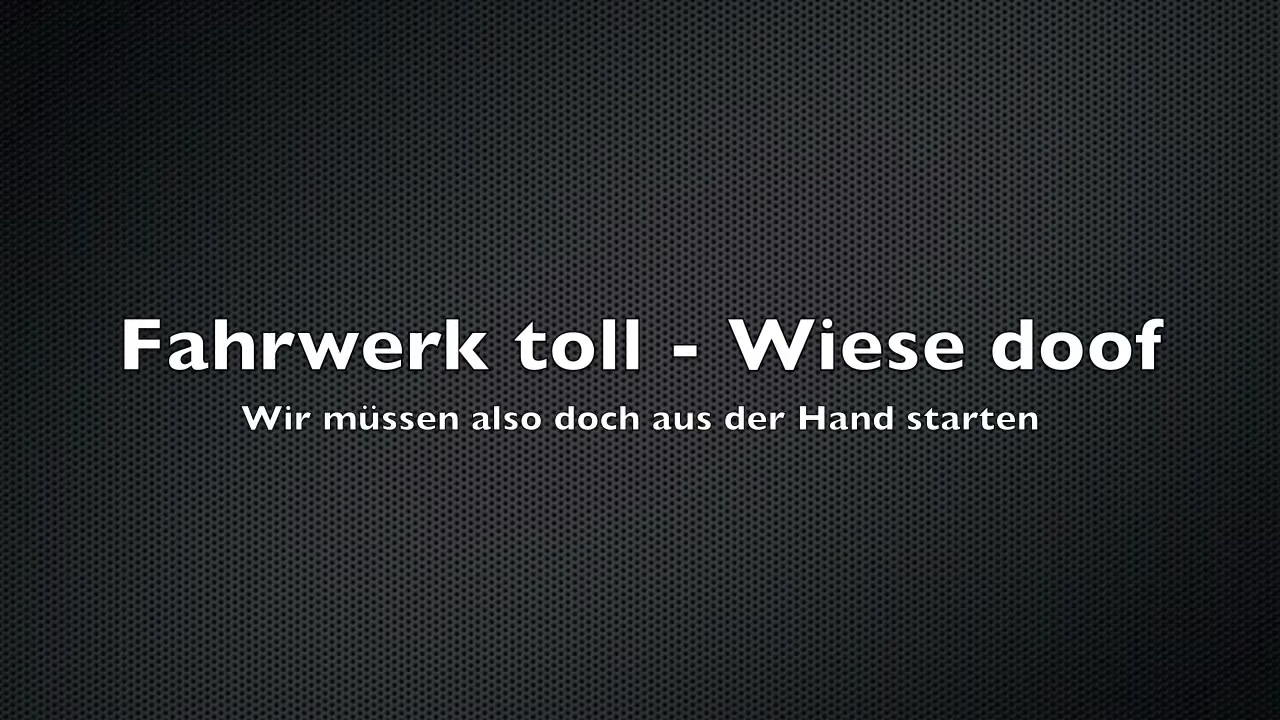 Fahrwerk toll - Wiese doof
Wir müssen also doch aus der Hand starten